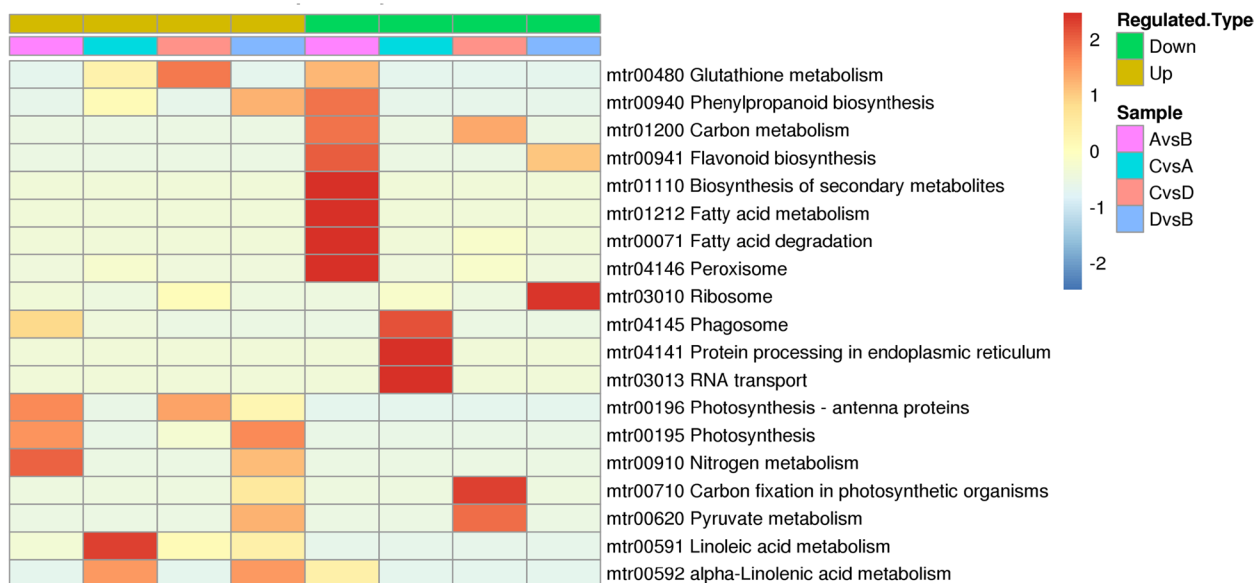 mtr00480 Glutathione metabolism
mtr00940 Phenylpropanoid biosynthesis
mtr01200 Carbon metabolism
mtr00941 Flavonoid biosynthesis
mtr01110 Biosynthesis of secondary metabolites
mtr01212 Fatty acid metabolism
mtr00071 Fatty acid degradation
mtr04146 Peroxisome
mtr03010 Ribosome
mtr04145 Phagosome
mtr04141 Protein processing in endoplasmic reticulum
mtr03013 RNA transport
mtr00196 Photosynthesis - antenna proteins
mtr00195 Photosynthesis
mtr00910 Nitrogen metabolism
mtr00710 Carbon fixation in photosynthetic organisms
mtr00620 Pyruvate metabolism
mtr00591 Linoleic acid metabolism
mtr00592 alpha-Linolenic acid metabolism
2
1
0
-1
-2
Regulated.Type
Down
Up
Sample
AvsB
CvsA
CvsD
DvsB